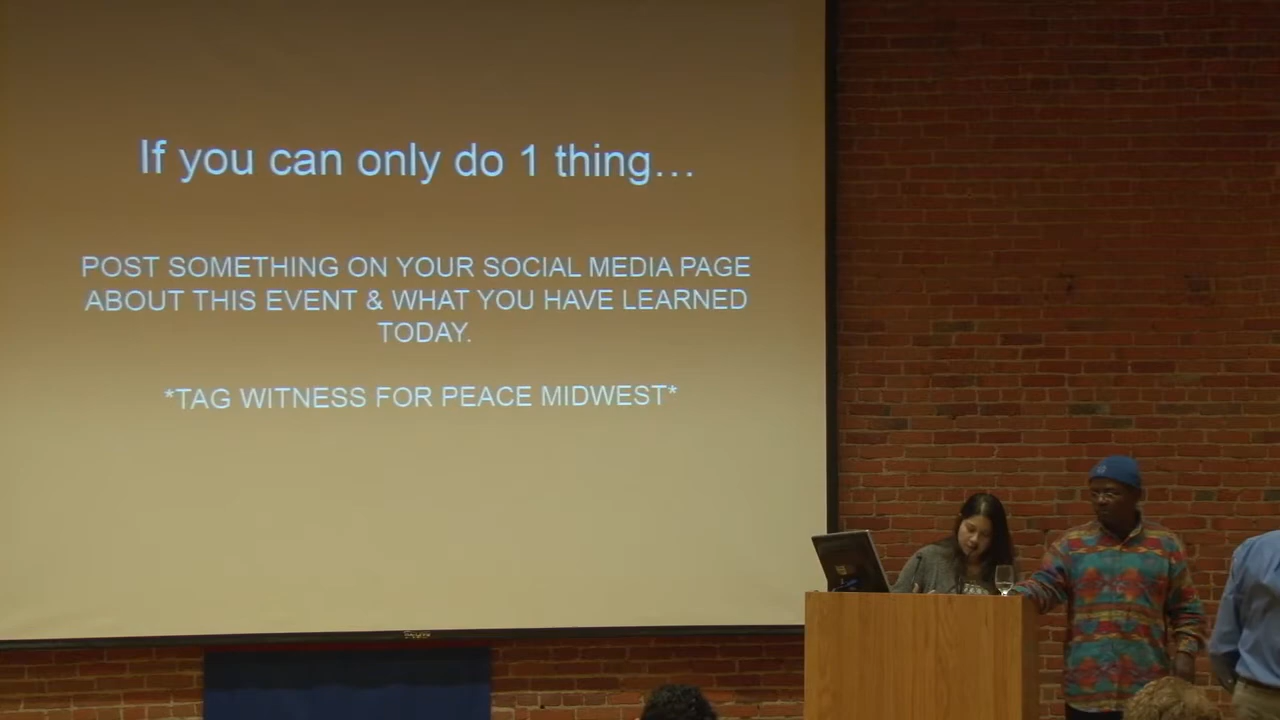 If you can only do 1 thing…
POST SOMETHING ON YOUR SOCIAL MEDIA PAGE
ABOUT THIS EVENT & WHAT YOU HAVE LEARNED
TODAY.
*TAG WITNESS FOR PEACE MIDWEST*